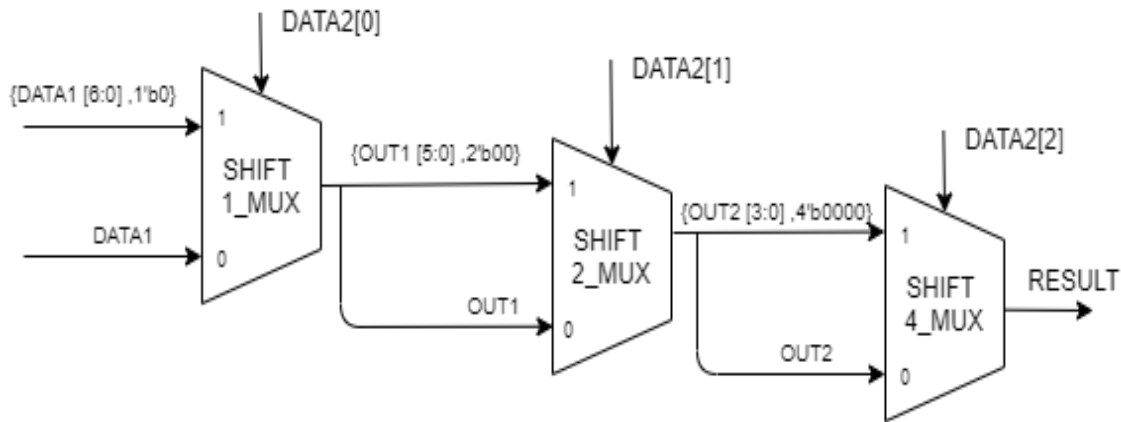 DATA2[0]
{DATA1 [6:0] ,1'b0}
1
SHIFT
1_MUX
DATA1
0
DATA2[1]
{OUT1 [5:0] ,2'b00}
1
SHIFT
2_MUX
OUT1
0
DATA2[2]
{OUT2 [3:0] ,4'b0000}
1
SHIFT
4_MUX
RESULT
OUT2
0